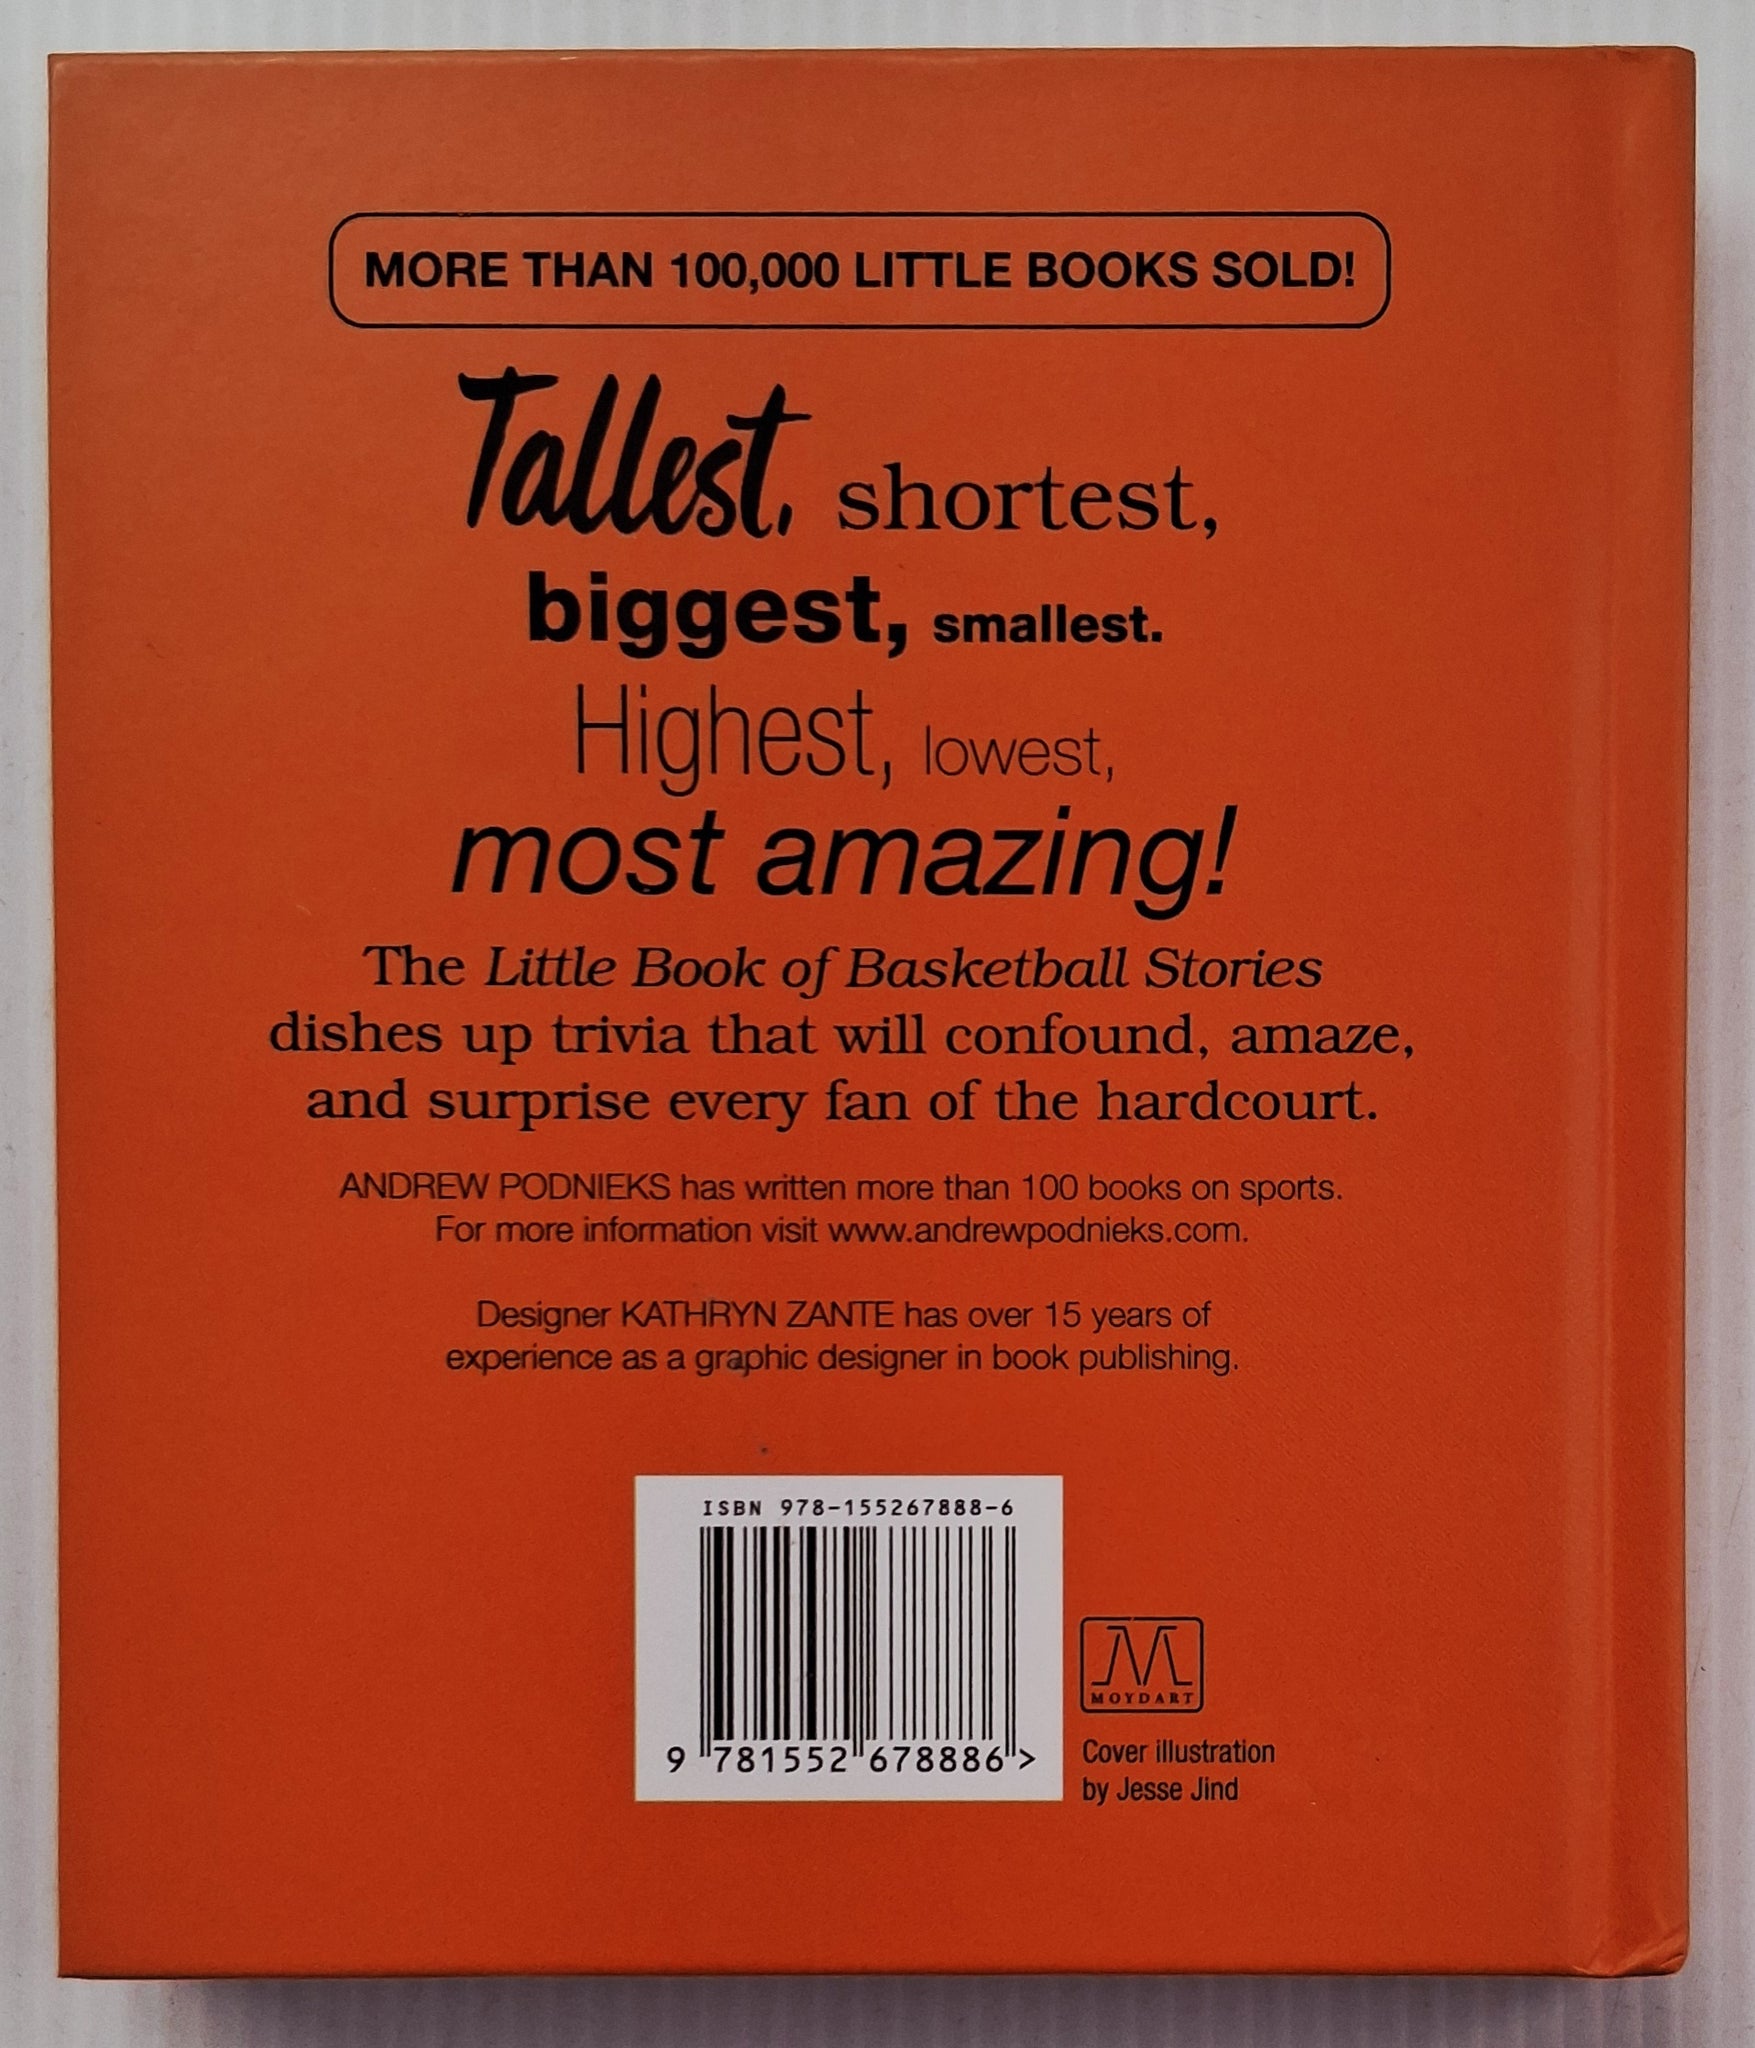 MORE THAN 100,000 LITTLE BOOKS SOLD!
Tallest, shortest,
biggest, smallest.
Highest, lowest,
most amazing!
The Little Book of Basketball Stories
dishes up trivia that will confound, amaze,
and surprise every fan of the hardcourt.
ANDREW PODNIEKS has written more than 100 books on sports.
For more information visit www.andrewpodnieks.com.
Designer KATHRYN ZANTE has over 15 years of
experience as a graphic designer in book publishing.
ISBN 978-155267888-6
9 781552 678886 >
M
MOYDART
Cover illustration
by Jesse Jind